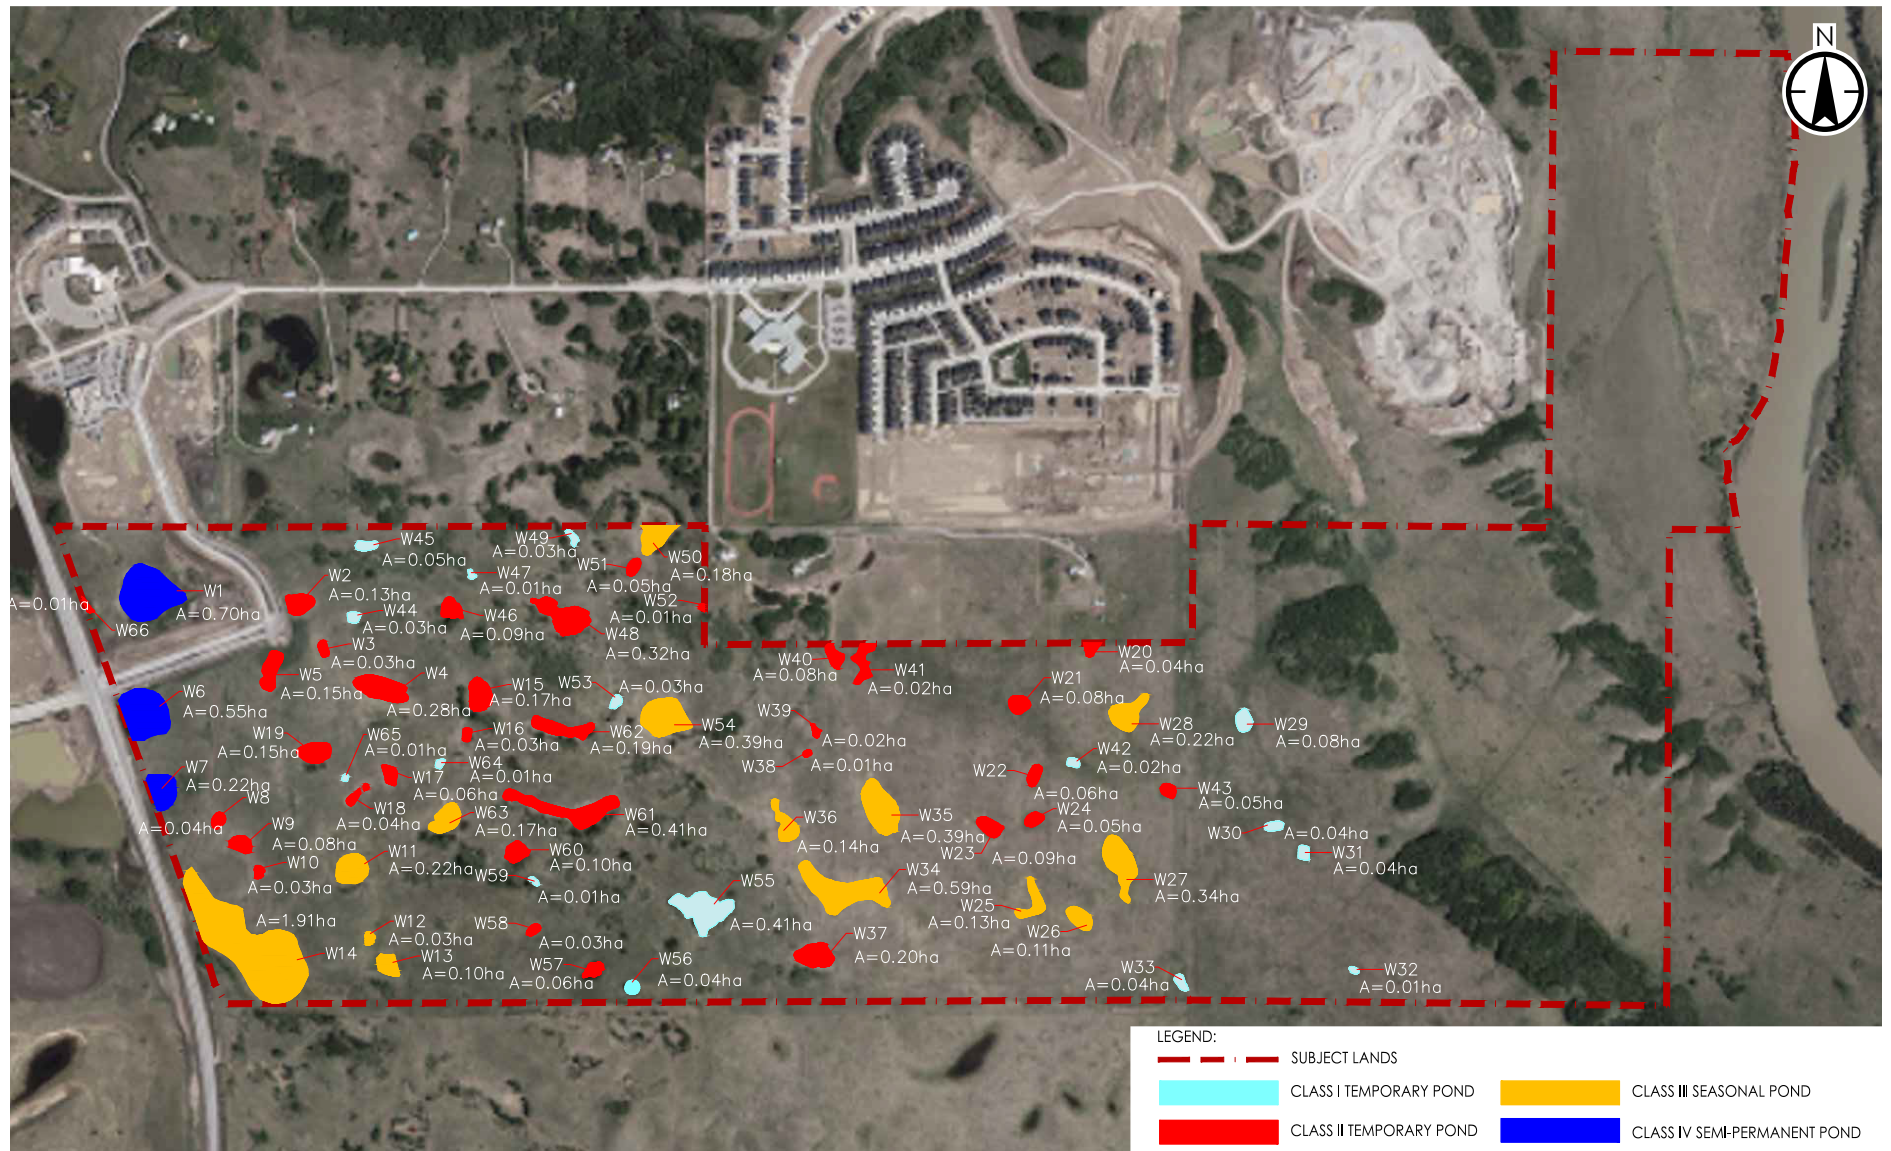 N
W45
A=0.05ha
W49
A=0.03ha
W50
A=0.18ha
W51
A=0.05ha
W47
A=0.01ha
W52
A=0.01ha
W1
A=0.70ha
A=0.01ha
W66
W2
A=0.13ha
W44
A=0.03ha
W46
A=0.09ha
W48
A=0.32ha
W3
A=0.03ha
W5
A=0.15ha
W4
A=0.28ha
W15
A=0.17ha
W53
A=0.03ha
W40
A=0.08ha
W41
A=0.02ha
W20
A=0.04ha
W21
A=0.08ha
W6
A=0.55ha
W19
A=0.15ha
W65
A=0.01ha
W16
A=0.03ha
W62
A=0.19ha
W54
A=0.39ha
W39
A=0.02ha
W38
A=0.01ha
W28
A=0.22ha
W29
A=0.08ha
W42
A=0.02ha
W7
A=0.22ha
W8
A=0.04ha
W17
A=0.06ha
W64
A=0.01ha
W18
A=0.04ha
W63
A=0.17ha
W61
A=0.41ha
W36
A=0.14ha
W35
A=0.39ha
W22
A=0.06ha
W24
A=0.05ha
W43
A=0.05ha
W23
A=0.09ha
W30
A=0.04ha
W31
A=0.04ha
W9
A=0.08ha
W10
A=0.03ha
W11
A=0.22ha
W60
A=0.10ha
W59
A=0.01ha
W55
A=0.41ha
W34
A=0.59ha
W25
A=0.13ha
W26
A=0.11ha
W27
A=0.34ha
A=1.91ha
W14
W12
A=0.03ha
W13
A=0.10ha
W58
A=0.03ha
W57
A=0.06ha
W56
A=0.04ha
W37
A=0.20ha
W33
A=0.04ha
W32
A=0.01ha
LEGEND:
SUBJECT LANDS
CLASS I TEMPORARY POND
CLASS III SEASONAL POND
CLASS II TEMPORARY POND
CLASS IV SEMI-PERMANENT POND